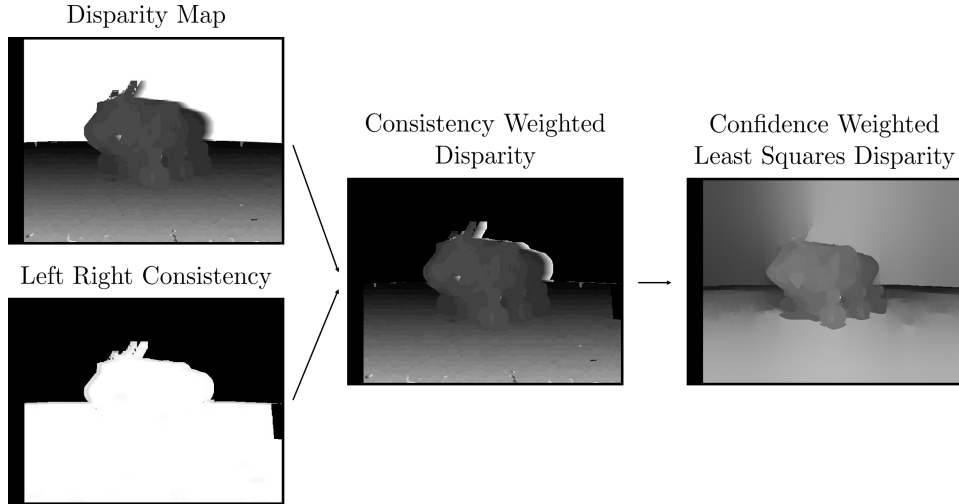 Disparity Map
Left Right Consistency
Consistency Weighted
Disparity
Confidence Weighted
Least Squares Disparity